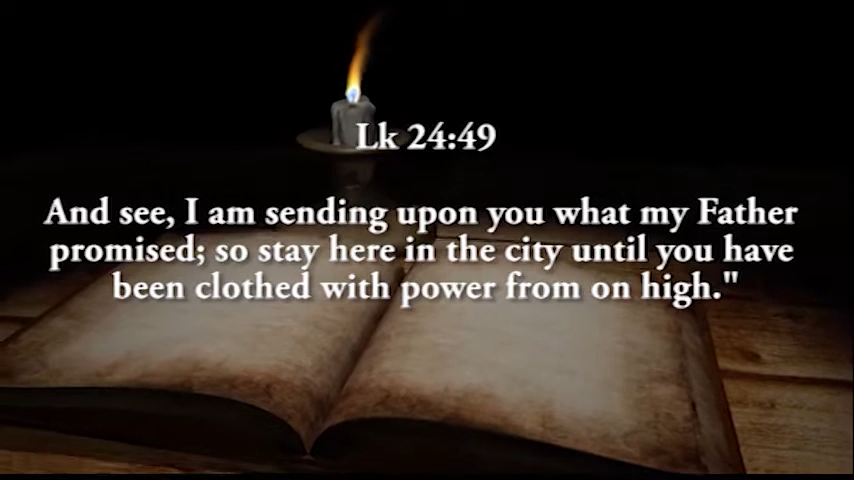 Lk 24:49
And see, I am sending upon you what my Father
promised; so stay here in the city until you have
been clothed with power from on high."